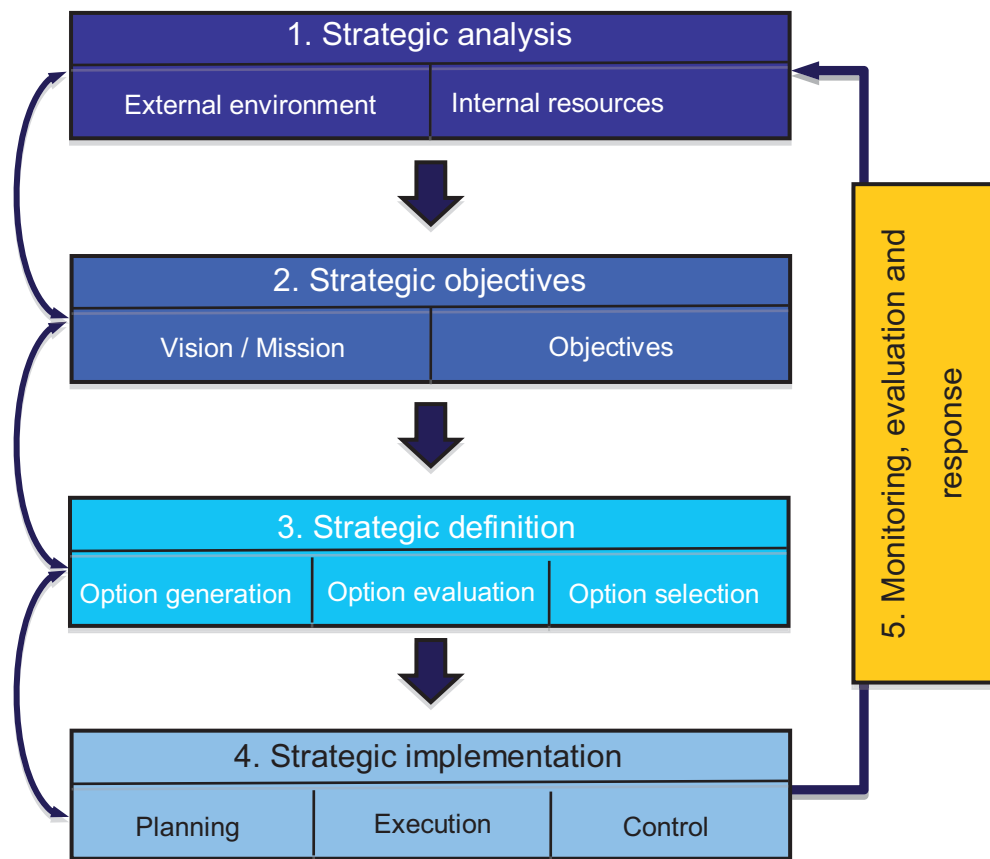 1. Strategic analysis
External environment
Internal resources
2. Strategic objectives
Vision / Mission
Objectives
3. Strategic definition
Option generation
Option evaluation
Option selection
4. Strategic implementation
Planning
Execution
Control
5. Monitoring, evaluation and
response